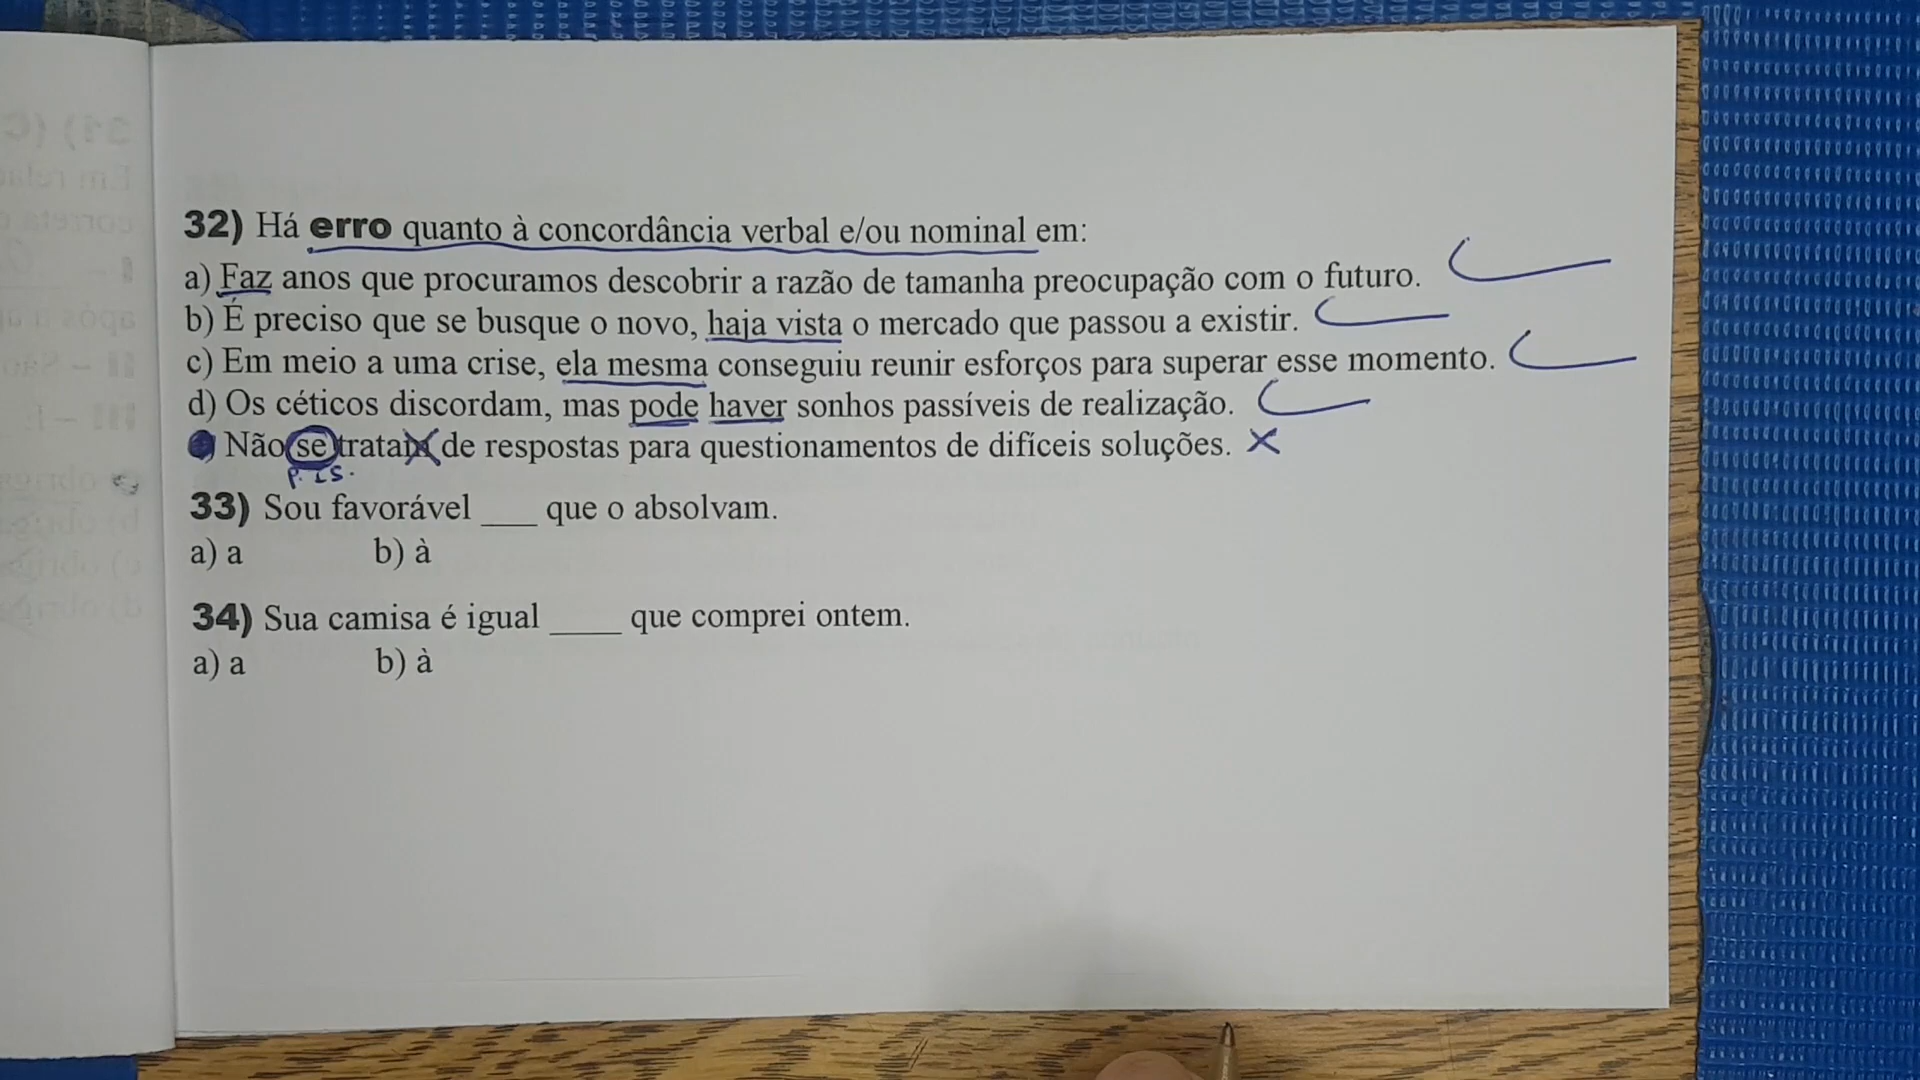 32) Há erro quanto à concordância verbal e/ou nominal em:
a) Faz anos que procuramos descobrir a razão de tamanha preocupação com o futuro.
b) É preciso que se busque o novo, haja vista o mercado que passou a existir.
c) Em meio a uma crise, ela mesma conseguiu reunir esforços para superar esse momento.
d) Os céticos discordam, mas pode haver sonhos passíveis de realização.
Não se tratam de respostas para questionamentos de difíceis soluções. X
P. I S.
33) Sou favorável ___ que o absolvam.
a) a b) à
34) Sua camisa é igual ____ que comprei ontem.
a) a b) à